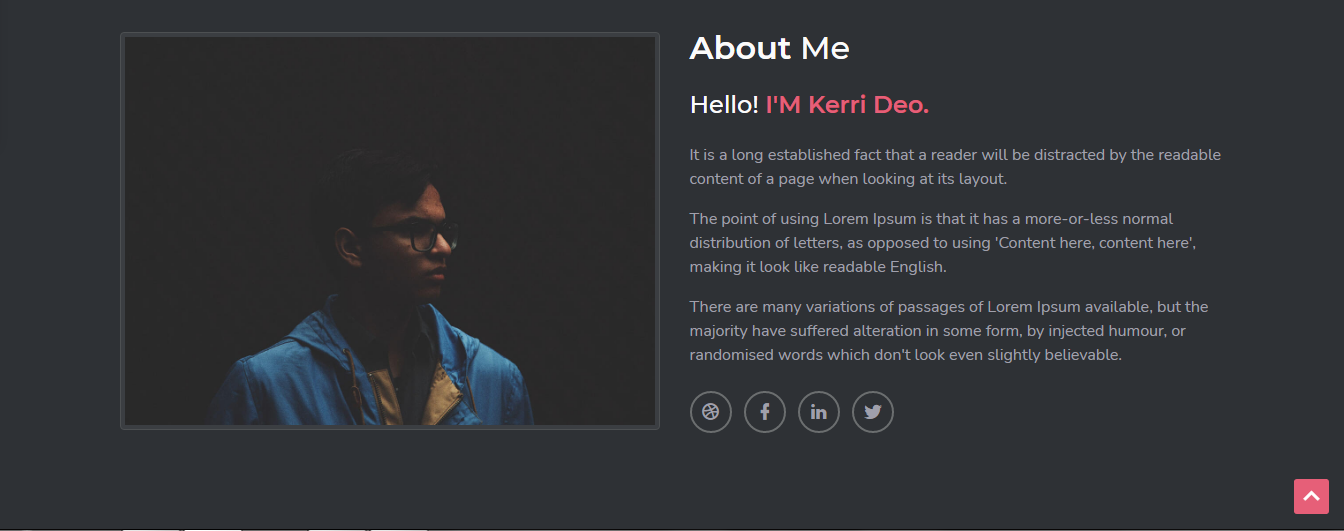 About Me
Hello! I'M Kerri Deo.
It is a long established fact that a reader will be distracted by the readable
content of a page when looking at its layout.
The point of using Lorem Ipsum is that it has a more-or-less normal
distribution of letters, as opposed to using 'Content here, content here',
making it look like readable English.
There are many variations of passages of Lorem Ipsum available, but the
majority have suffered alteration in some form, by injected humour, or
randomised words which don't look even slightly believable.